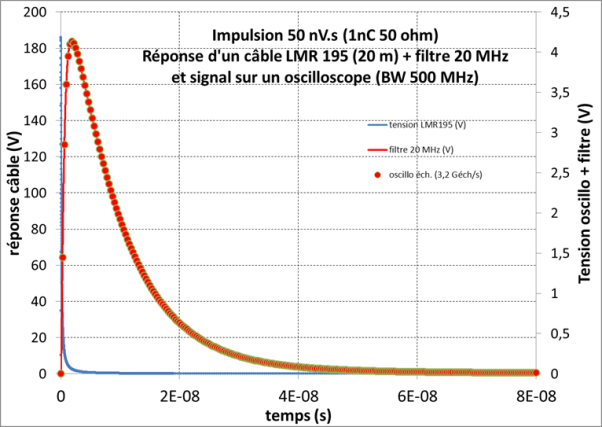 Impulsion 50 nV.s (1nC 50 ohm)
Réponse d'un câble LMR 195 (20 m) + filtre 20 MHz
et signal sur un oscilloscope (BW 500 MHz)
tension LMR195 (V)
filtre 20 MHz (V)
oscillo éch. (3,2 Géch/s)
réponse câble (V)
200
180
160
140
120
100
80
60
40
20
0
Tension oscillo + filtre (V)
4,5
4
3,5
3
2,5
2
1,5
1
0,5
0
0
2E-08
4E-08
6E-08
8E-08
temps (s)